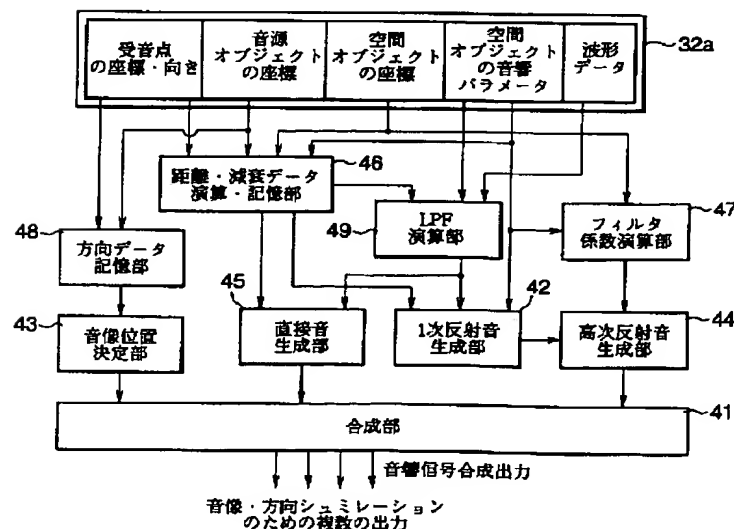 受音点
の座標・向き
音源
オブジェクト
の座標
空間
オブジェクト
の座標
空間
オブジェクト
の音響
パラメータ
波形
データ
32a
距離・減衰データ
演算・記憶部
46
LPF
演算部
49
フィルタ
係数演算部
47
48
方向データ
記憶部
43
音像位置
決定部
45
直接音
生成部
42
1次反射音
生成部
44
高次反射音
生成部
合成部
41
音響信号合成出力
音像・方向シュミレーション
のための複数の出力